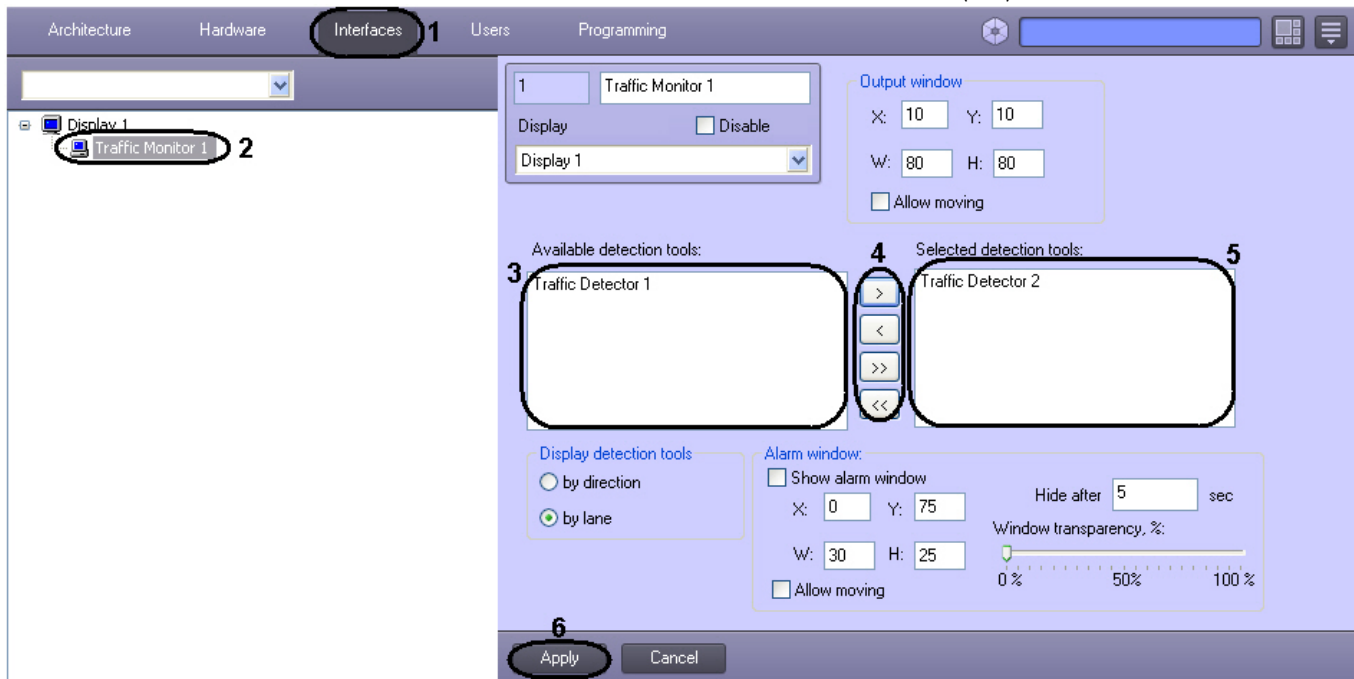 Architecture Hardware Interfaces 1 Users Programming
1 Traffic Monitor 1
Display Disable
Display 1
Output window
X: 10 Y: 10
W: 80 H: 80
Allow moving
Display 1
Traffic Monitor 1 2
Available detection tools: 4 Selected detection tools: 5
3 Traffic Detector 1 > Traffic Detector 2
<
>>
<<
Display detection tools
by direction
by lane
Alarm window:
Show alarm window
X: 0 Y: 75
W: 30 H: 25
Allow moving
Hide after 5 sec
Window transparency, %:
0 % 50% 100 %
6
Apply Cancel